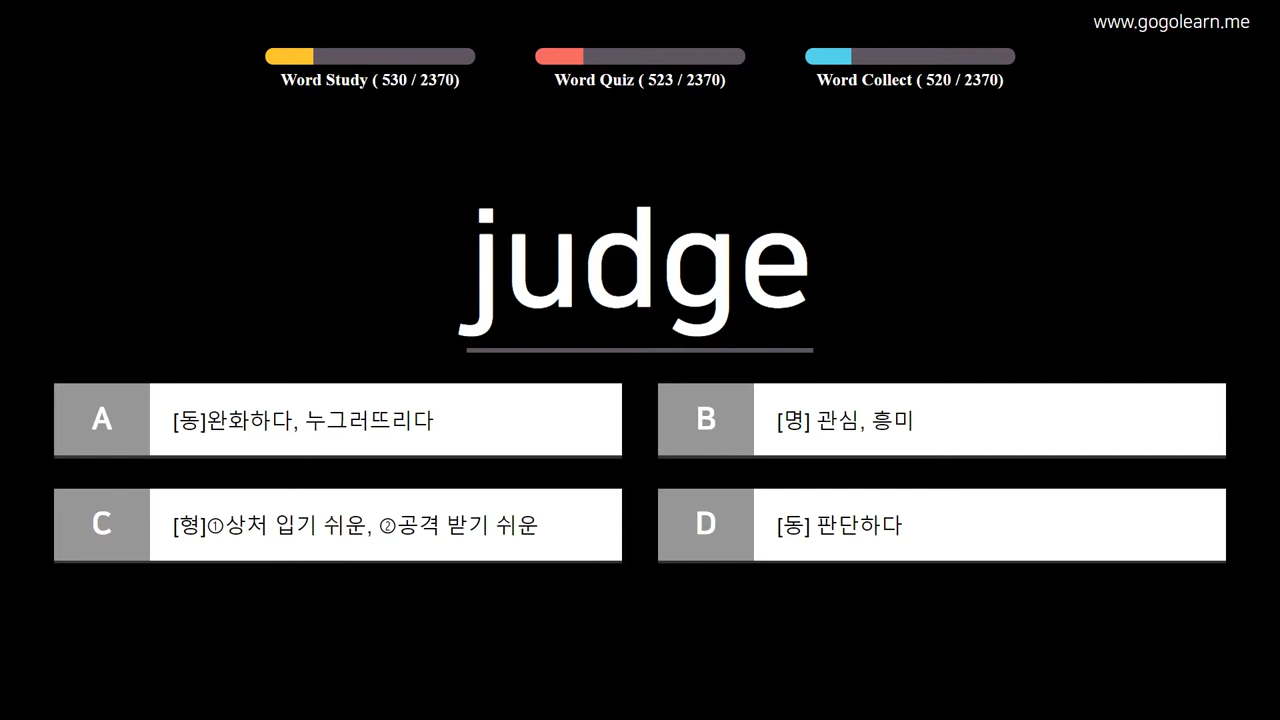 www.gogolearn.me
Word Study ( 530 / 2370)
Word Quiz ( 523 / 2370)
Word Collect ( 520 / 2370)
judge
A [동]완화하다, 누그러뜨리다
B [명] 관심, 흥미
C [형]①상처 입기 쉬운, ②공격 받기 쉬운
D [동] 판단하다